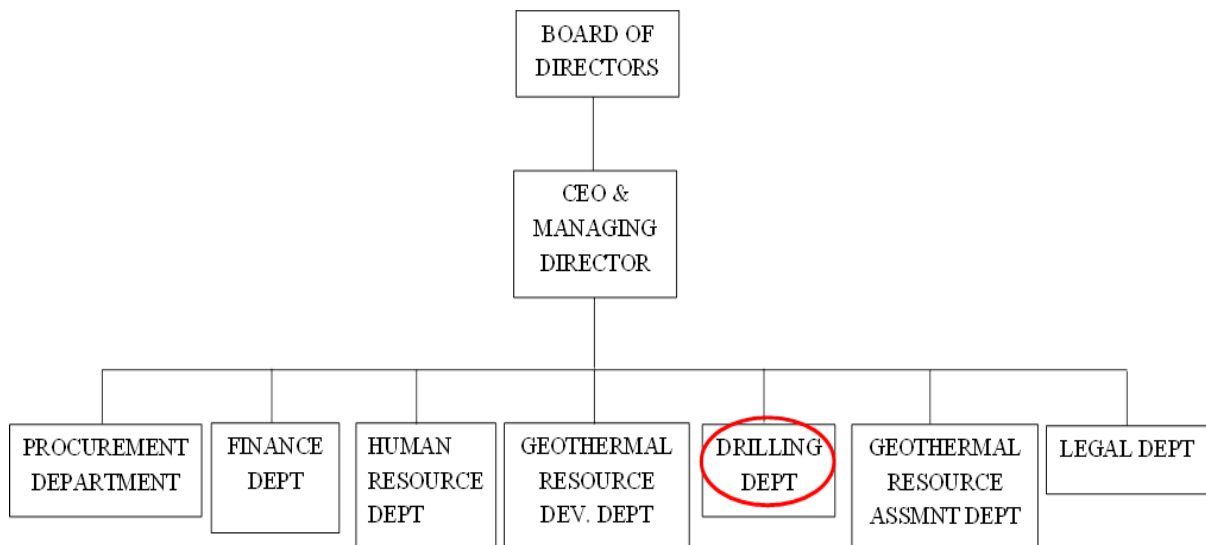 BOARD OF
DIRECTORS
CEO &
MANAGING
DIRECTOR
PROCUREMENT
DEPARTMENT
FINANCE
DEPT
HUMAN
RESOURCE
DEPT
GEOTHERMAL
RESOURCE
DEV. DEPT
DRILLING
DEPT
GEOTHERMAL
RESOURCE
ASSMNT DEPT
LEGAL DEPT